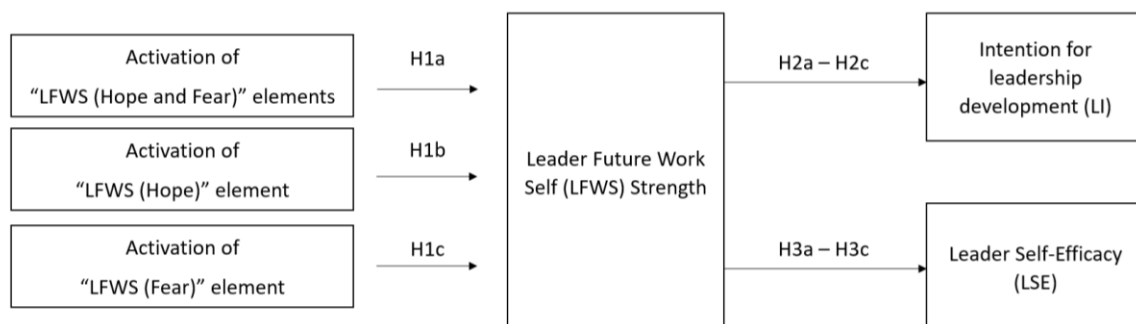 Activation of
“LFWS (Hope and Fear)” elements
H1a
Activation of
“LFWS (Hope)” element
H1b
Activation of
“LFWS (Fear)” element
H1c
Leader Future Work
Self (LFWS) Strength
H2a – H2c
Intention for
leadership
development (LI)
H3a – H3c
Leader Self-Efficacy
(LSE)